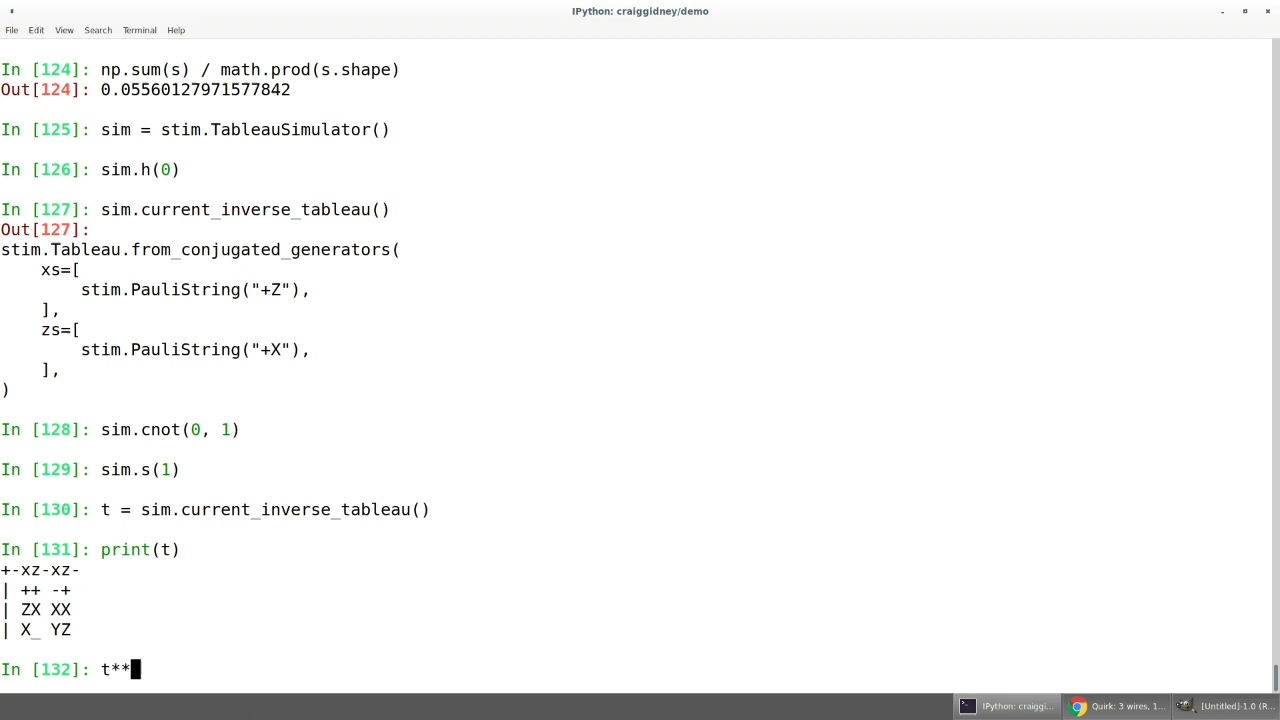 IPython: craiggidney/demo
File Edit View Search Terminal Help
In [124]: np.sum(s) / math.prod(s.shape)
Out[124]: 0.05560127971577842
In [125]: sim = stim.TableauSimulator()
In [126]: sim.h(0)
In [127]: sim.current_inverse_tableau()
Out[127]:
stim.Tableau.from_conjugated_generators(
    xs=[
        stim.PauliString("+Z"),
    ],
    zs=[
        stim.PauliString("+X"),
    ],
)
In [128]: sim.cnot(0, 1)
In [129]: sim.s(1)
In [130]: t = sim.current_inverse_tableau()
In [131]: print(t)
+-xz-xz-
| ++ -+
| ZX XX
| X_ YZ
In [132]: t**
IPython: craiggi... Quirk: 3 wires, 1... [Untitled]-1.0 (R...